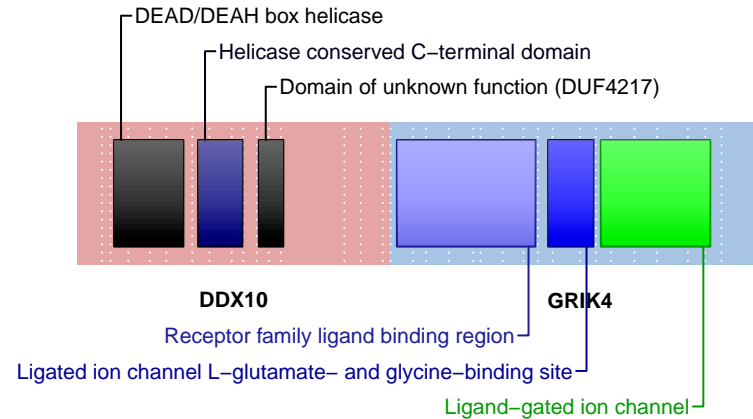 DEAD/DEAH box helicase
Helicase conserved C−terminal domain
Domain of unknown function (DUF4217)
DDX10 GRIK4
Receptor family ligand binding region
Ligated ion channel L−glutamate− and glycine−binding site
Ligand−gated ion channel